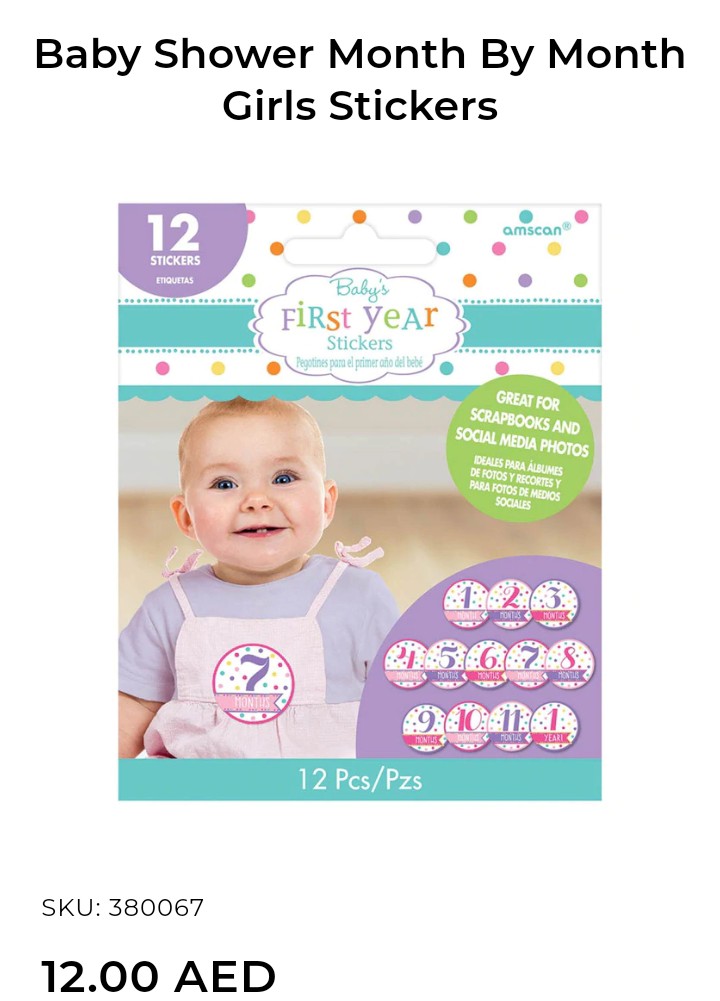 Baby Shower Month By Month
Girls Stickers
12
STICKERS
ETIQUETAS
amscan®
Baby's
FiRst yeAr
Stickers
Pegotines para el primer año del bebé
GREAT FOR
SCRAPBOOKS AND
SOCIAL MEDIA PHOTOS
IDEALES PARA ÁLBUMES
DE FOTOS Y RECORTES Y
PARA FOTOS DE MEDIOS
SOCIALES
7
MONTHS
1 2 3
MONTHS MONTHS MONTHS
4 5 6 7 8
MONTHS MONTHS MONTHS MONTHS MONTHS
9 10 11 1
MONTHS MONTHS MONTHS YEAR!
12 Pcs/Pzs
SKU: 380067
12.00 AED